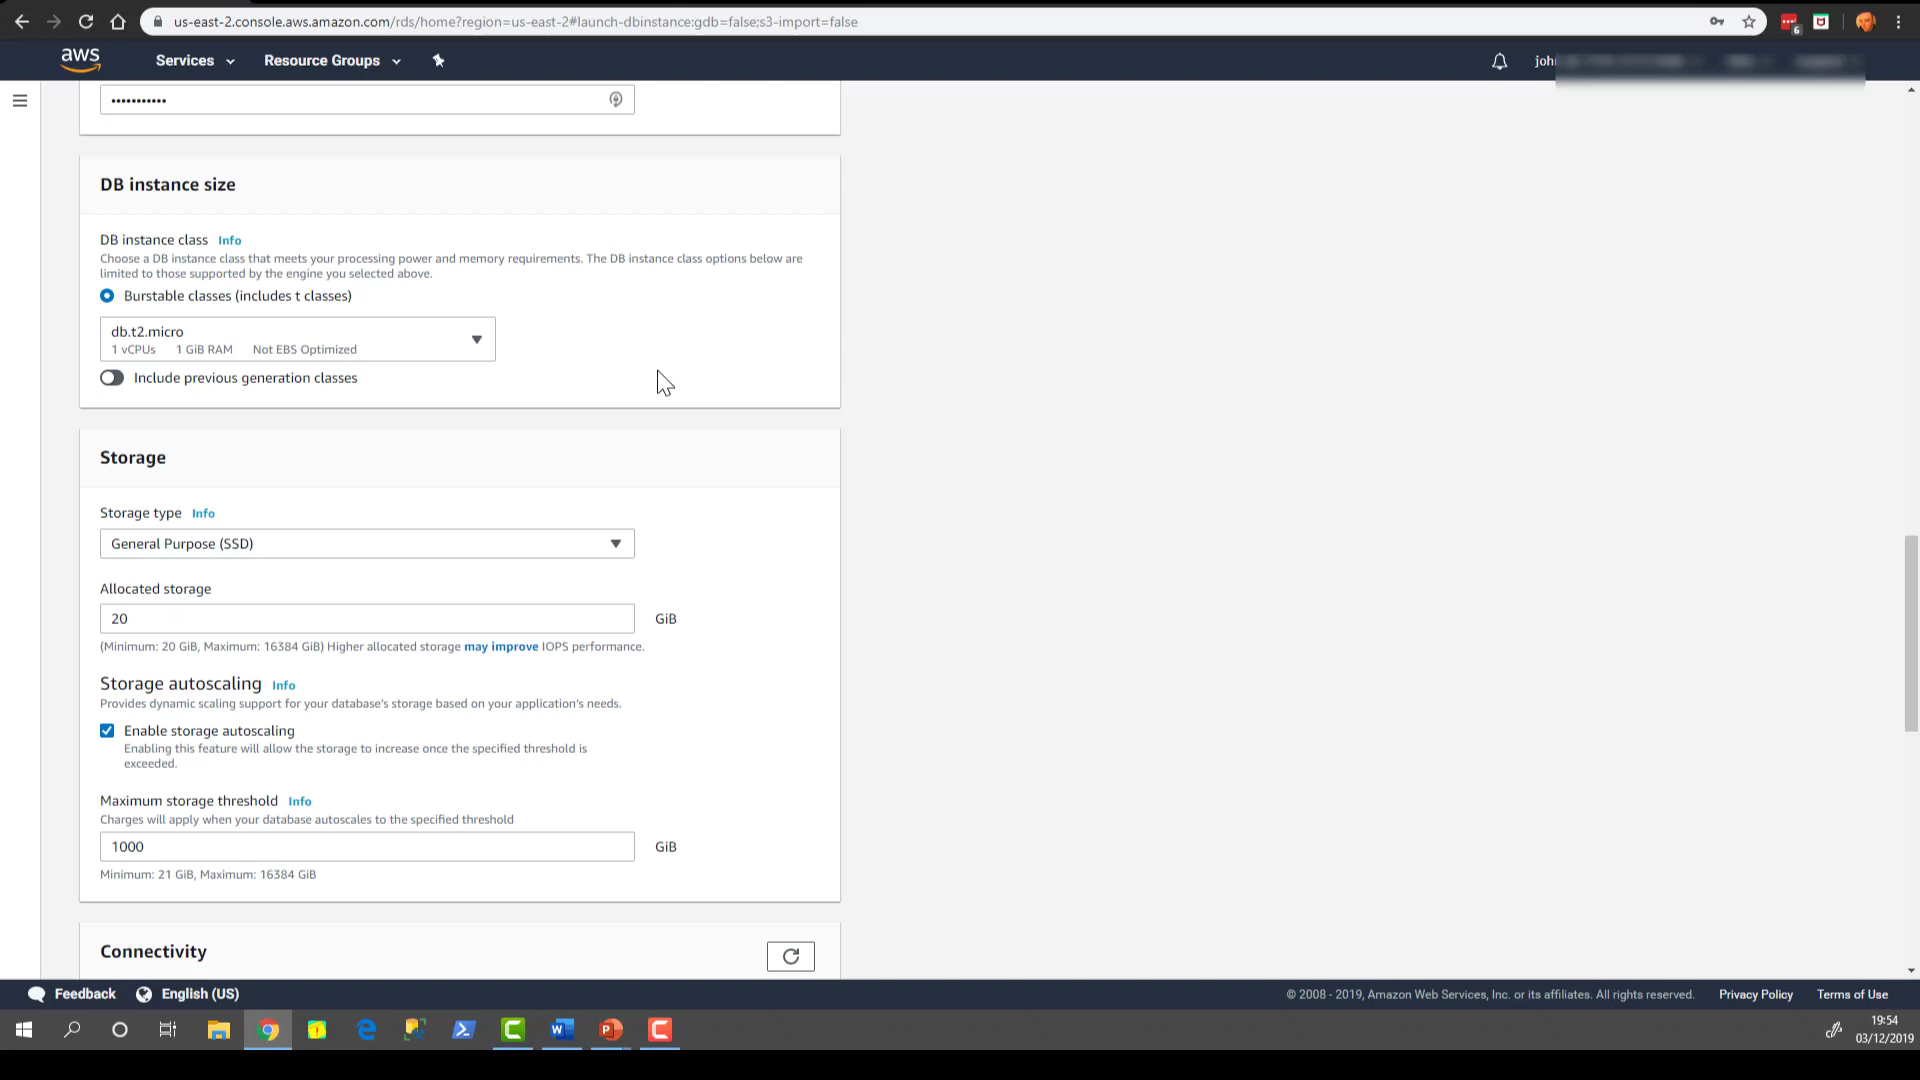 us-east-2.console.aws.amazon.com/rds/home?region=us-east-2#launch-dbinstance:gdb=false;s3-import=false
6
aws
Services
Resource Groups
joh
•••••••••••
DB instance size
DB instance class Info
Choose a DB instance class that meets your processing power and memory requirements. The DB instance class options below are
limited to those supported by the engine you selected above.
Burstable classes (includes t classes)
db.t2.micro
1 vCPUs 1 GiB RAM Not EBS Optimized
Include previous generation classes
Storage
Storage type Info
General Purpose (SSD)
Allocated storage
20 GiB
(Minimum: 20 GiB, Maximum: 16384 GiB) Higher allocated storage may improve IOPS performance.
Storage autoscaling Info
Provides dynamic scaling support for your database's storage based on your application's needs.
Enable storage autoscaling
Enabling this feature will allow the storage to increase once the specified threshold is
exceeded.
Maximum storage threshold Info
Charges will apply when your database autoscales to the specified threshold
1000 GiB
Minimum: 21 GiB, Maximum: 16384 GiB
Connectivity
Feedback English (US)
© 2008 - 2019, Amazon Web Services, Inc. or its affiliates. All rights reserved. Privacy Policy Terms of Use
19:54
03/12/2019